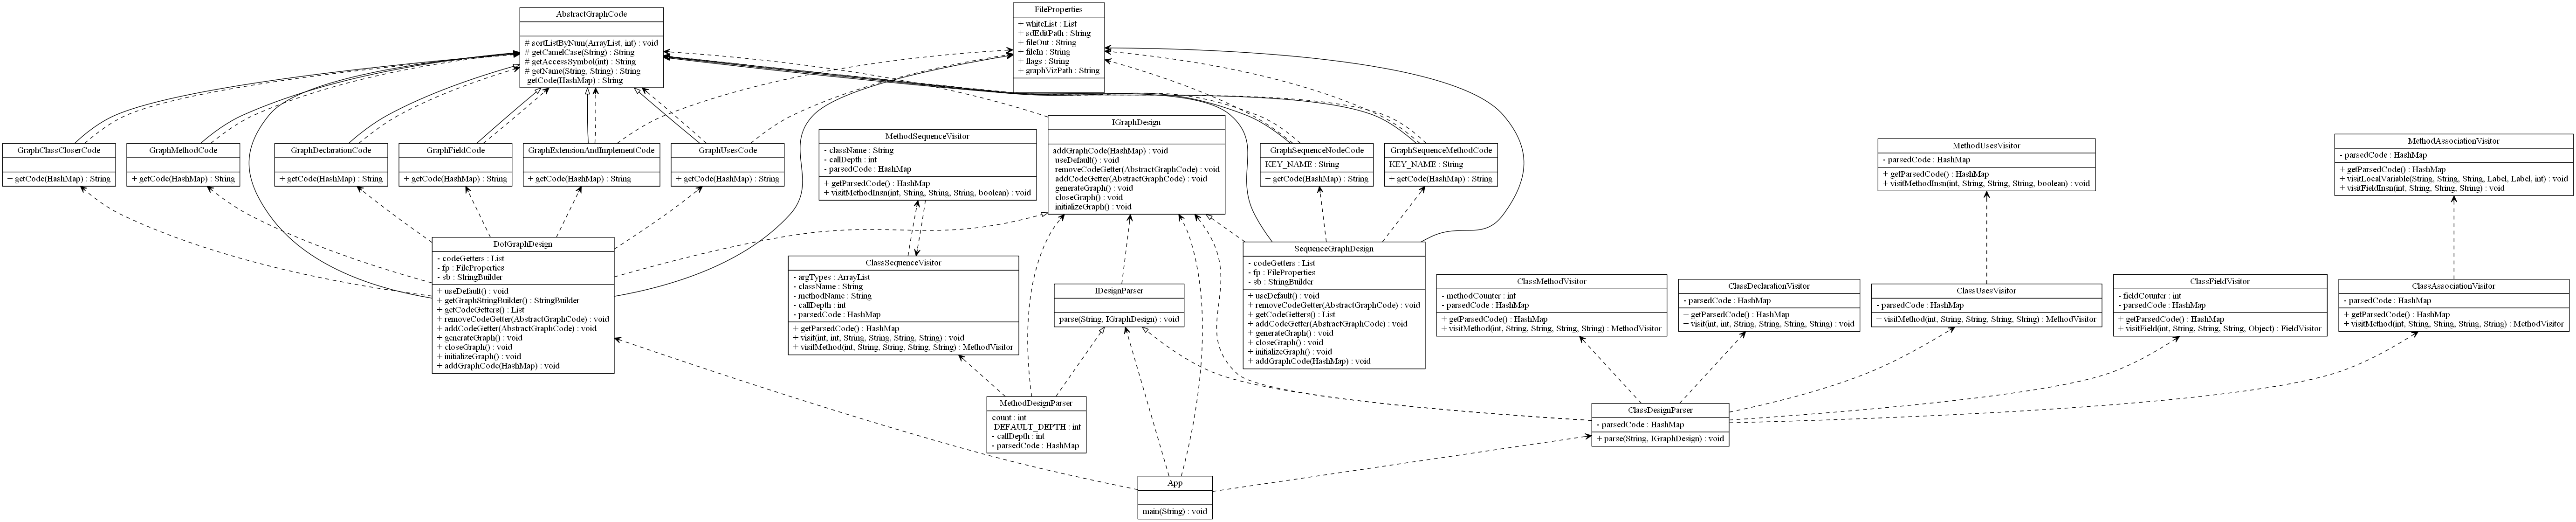 AbstractGraphCode
# sortListByNum(ArrayList, int) : void
# getCamelCase(String) : String
# getAccessSymbol(int) : String
# getName(String, String) : String
getCode(HashMap) : String
FileProperties
+ whiteList : List
+ sdEditPath : String
+ fileOut : String
+ fileIn : String
+ flags : String
+ graphVizPath : String
GraphClassCloserCode
+ getCode(HashMap) : String
GraphMethodCode
+ getCode(HashMap) : String
GraphDeclarationCode
+ getCode(HashMap) : String
GraphFieldCode
+ getCode(HashMap) : String
GraphExtensionAndImplementCode
+ getCode(HashMap) : String
GraphUsesCode
+ getCode(HashMap) : String
MethodSequenceVisitor
- className : String
- callDepth : int
- parsedCode : HashMap
+ getParsedCode() : HashMap
+ visitMethodInsn(int, String, String, String, boolean) : void
IGraphDesign
addGraphCode(HashMap) : void
useDefault() : void
removeCodeGetter(AbstractGraphCode) : void
addCodeGetter(AbstractGraphCode) : void
generateGraph() : void
closeGraph() : void
initializeGraph() : void
GraphSequenceNodeCode
KEY_NAME : String
+ getCode(HashMap) : String
GraphSequenceMethodCode
KEY_NAME : String
+ getCode(HashMap) : String
MethodUsesVisitor
- parsedCode : HashMap
+ getParsedCode() : HashMap
+ visitMethodInsn(int, String, String, String, boolean) : void
MethodAssociationVisitor
- parsedCode : HashMap
+ getParsedCode() : HashMap
+ visitLocalVariable(String, String, String, Label, Label, int) : void
+ visitFieldInsn(int, String, String, String) : void
DotGraphDesign
- codeGetters : List
- fp : FileProperties
- sb : StringBuilder
+ useDefault() : void
+ getGraphStringBuilder() : StringBuilder
+ getCodeGetters() : List
+ removeCodeGetter(AbstractGraphCode) : void
+ addCodeGetter(AbstractGraphCode) : void
+ generateGraph() : void
+ closeGraph() : void
+ initializeGraph() : void
+ addGraphCode(HashMap) : void
ClassSequenceVisitor
- argTypes : ArrayList
- className : String
- methodName : String
- callDepth : int
- parsedCode : HashMap
+ getParsedCode() : HashMap
+ visit(int, int, String, String, String, String) : void
+ visitMethod(int, String, String, String, String) : MethodVisitor
IDesignParser
parse(String, IGraphDesign) : void
SequenceGraphDesign
- codeGetters : List
- fp : FileProperties
- sb : StringBuilder
+ useDefault() : void
+ removeCodeGetter(AbstractGraphCode) : void
+ getCodeGetters() : List
+ addCodeGetter(AbstractGraphCode) : void
+ generateGraph() : void
+ closeGraph() : void
+ initializeGraph() : void
+ addGraphCode(HashMap) : void
ClassMethodVisitor
- methodCounter : int
- parsedCode : HashMap
+ getParsedCode() : HashMap
+ visitMethod(int, String, String, String, String) : MethodVisitor
ClassDeclarationVisitor
- parsedCode : HashMap
+ getParsedCode() : HashMap
+ visit(int, int, String, String, String, String) : void
ClassUsesVisitor
- parsedCode : HashMap
+ visitMethod(int, String, String, String, String) : MethodVisitor
ClassFieldVisitor
- fieldCounter : int
- parsedCode : HashMap
+ getParsedCode() : HashMap
+ visitField(int, String, String, String, Object) : FieldVisitor
ClassAssociationVisitor
- parsedCode : HashMap
+ getParsedCode() : HashMap
+ visitMethod(int, String, String, String, String) : MethodVisitor
MethodDesignParser
count : int
DEFAULT_DEPTH : int
- callDepth : int
- parsedCode : HashMap
ClassDesignParser
- parsedCode : HashMap
+ parse(String, IGraphDesign) : void
App
main(String) : void